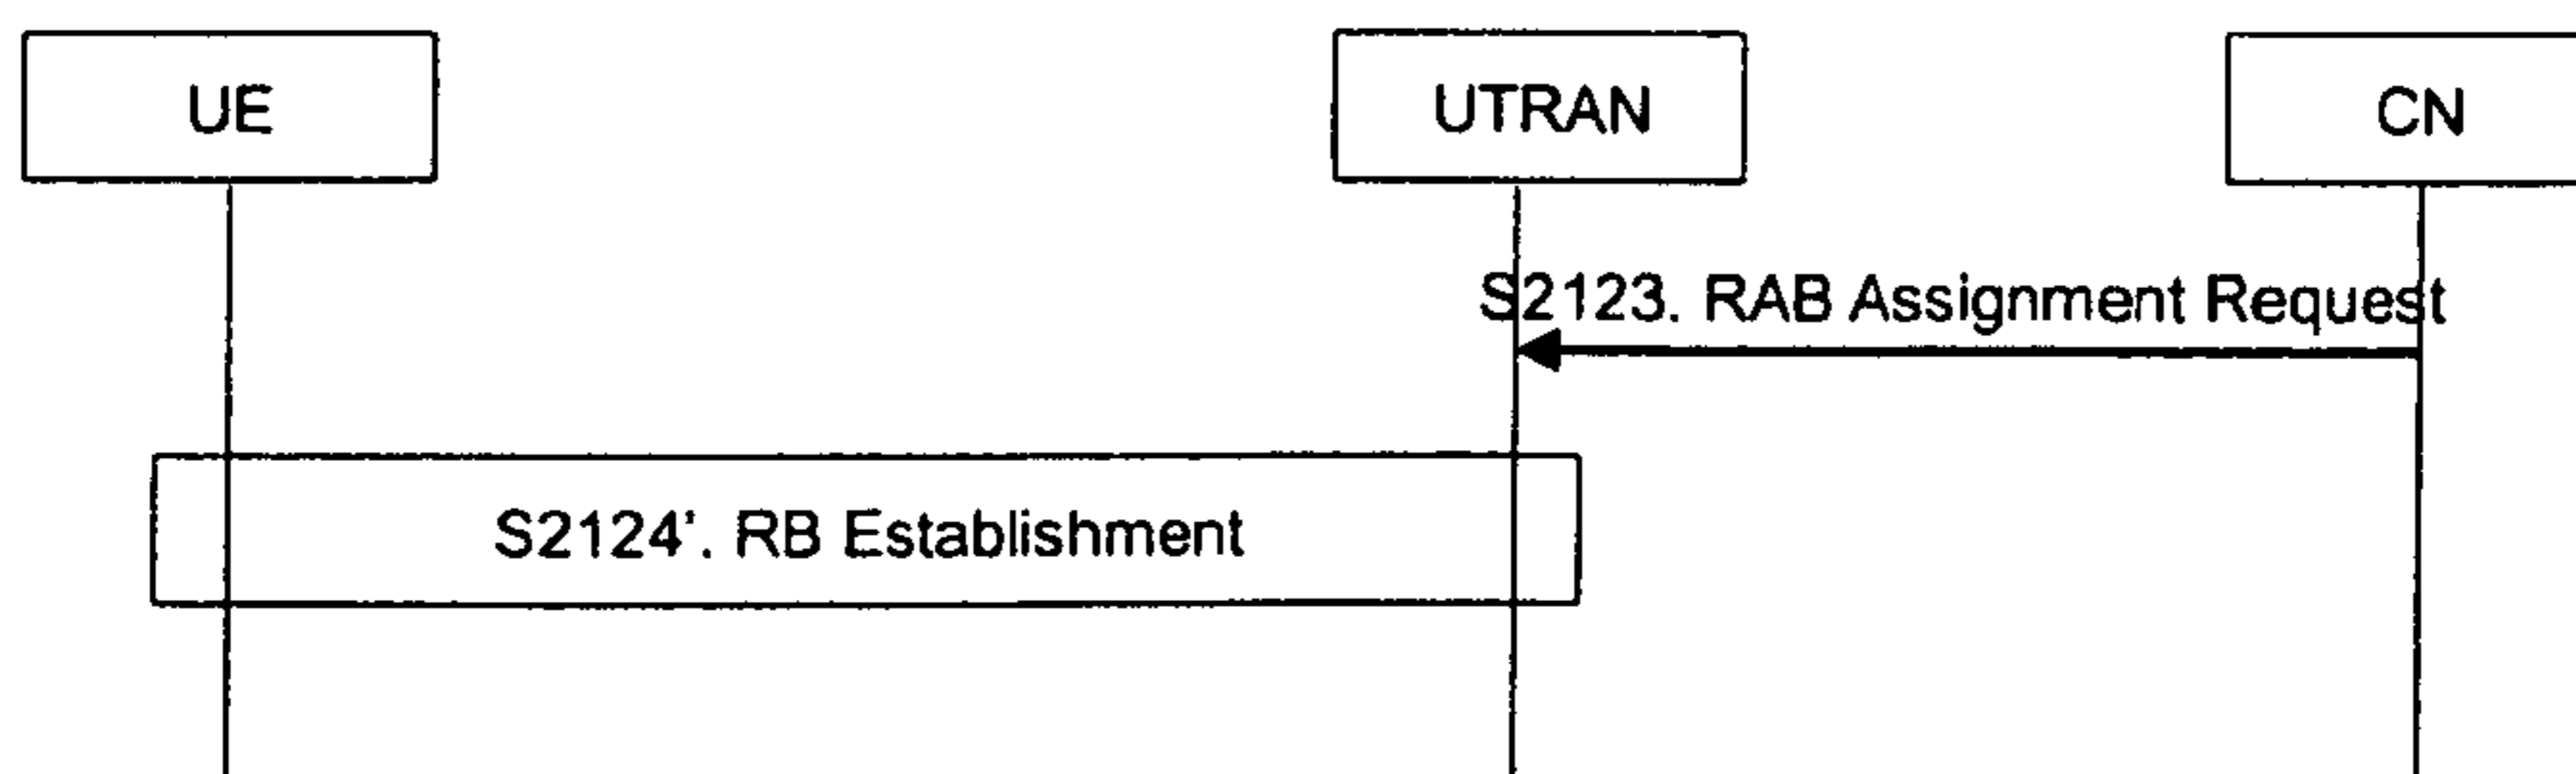 UE
UTRAN
CN
S2123. RAB Assignment Request
S2124'. RB Establishment